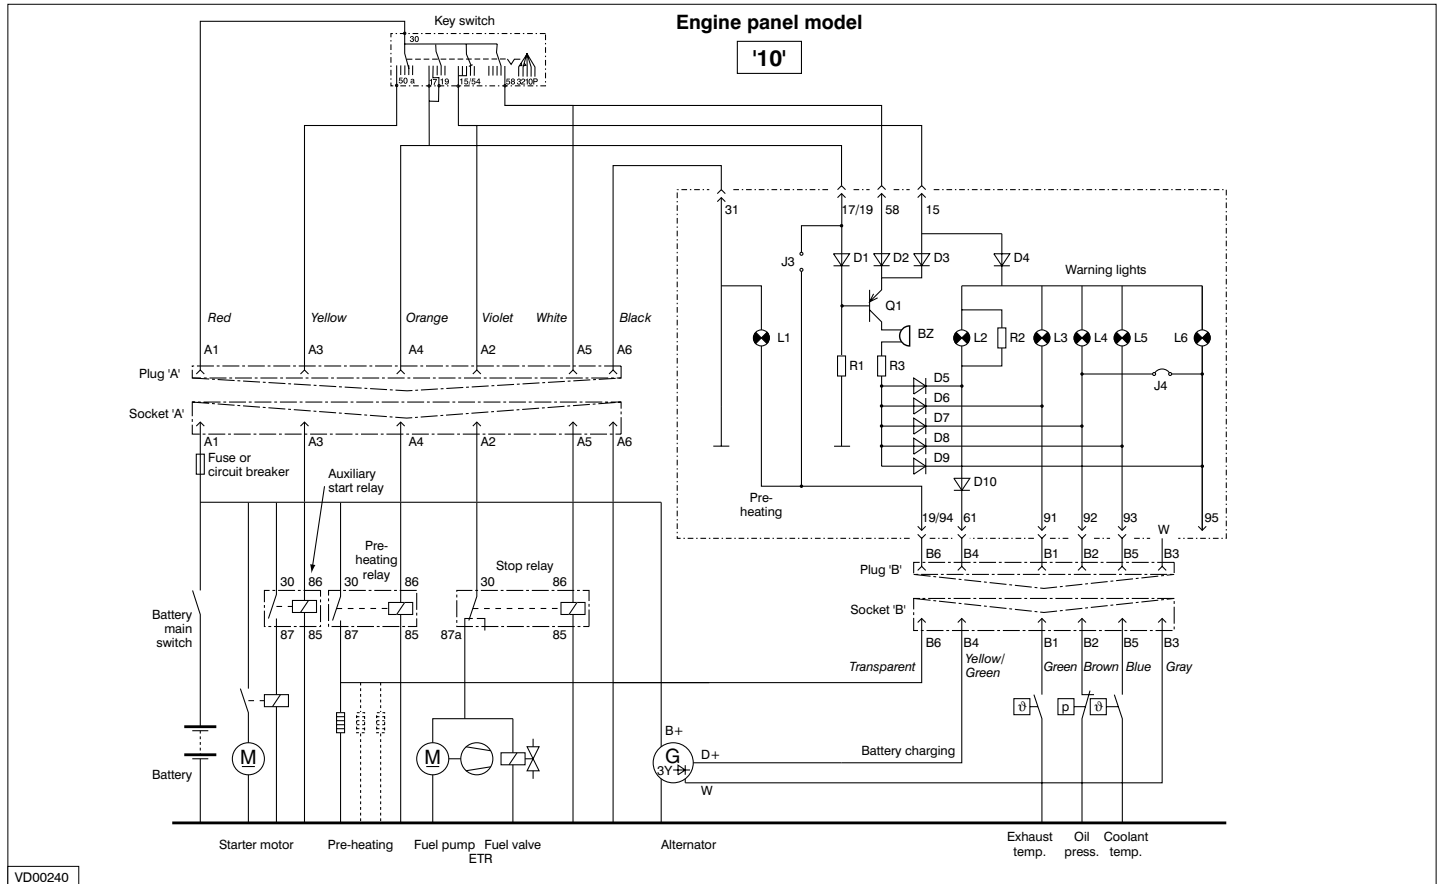 Key switch
Engine panel model
'10'
30
50 a
17/19
15/54
58
3210P
31
17/19
58
15
J3
D1
D2
D3
D4
Warning lights
Q1
BZ
L1
L2
R2
L3
L4
L5
L6
R1
R3
J4
D5
D6
D7
D8
D9
D10
Pre-
heating
19/94
61
91
92
93
95
W
Red
Yellow
Orange
Violet
White
Black
A1
A3
A4
A2
A5
A6
Plug 'A'
Socket 'A'
A1
A3
A4
A2
A5
A6
Fuse or
circuit breaker
Auxiliary
start relay
Pre-
heating
relay
Stop relay
30
86
30
86
30
86
87
85
87
85
87a
85
Battery
main
switch
B6
B4
B1
B2
B5
B3
Plug 'B'
Socket 'B'
B6
B4
B1
B2
B5
B3
Transparent
Yellow/
Green
Green
Brown
Blue
Gray
ϑ
p
ϑ
B+
G
3Y
D+
W
Battery charging
M
M
Battery
Starter motor
Pre-heating
Fuel pump
Fuel valve
ETR
Alternator
Exhaust
temp.
Oil
press.
Coolant
temp.
VD00240